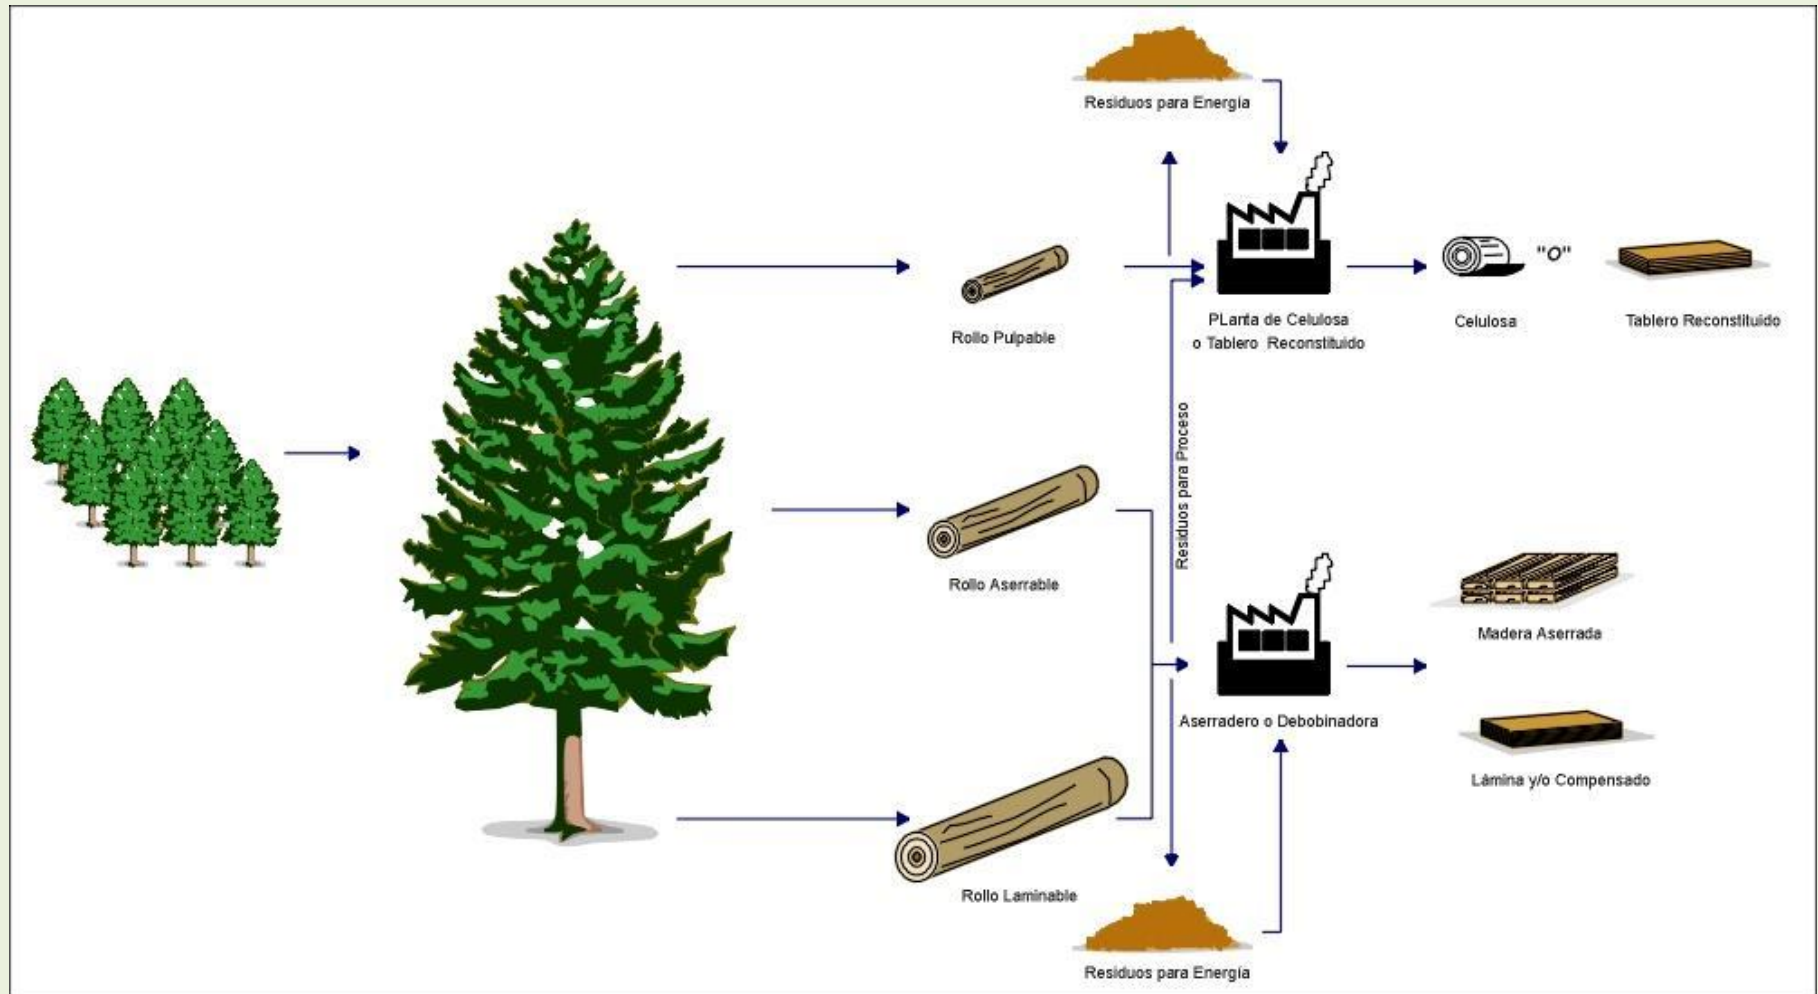 Residuos para Energía
Rollo Pulpable
PLanta de Celulosa
o Tablero Reconstituido
Celulosa
"O"
Tablero Reconstituido
Residuos para Proceso
Rollo Aserrable
Madera Aserrada
Aserradero o Debobinadora
Lámina y/o Compensado
Rollo Laminable
Residuos para Energía